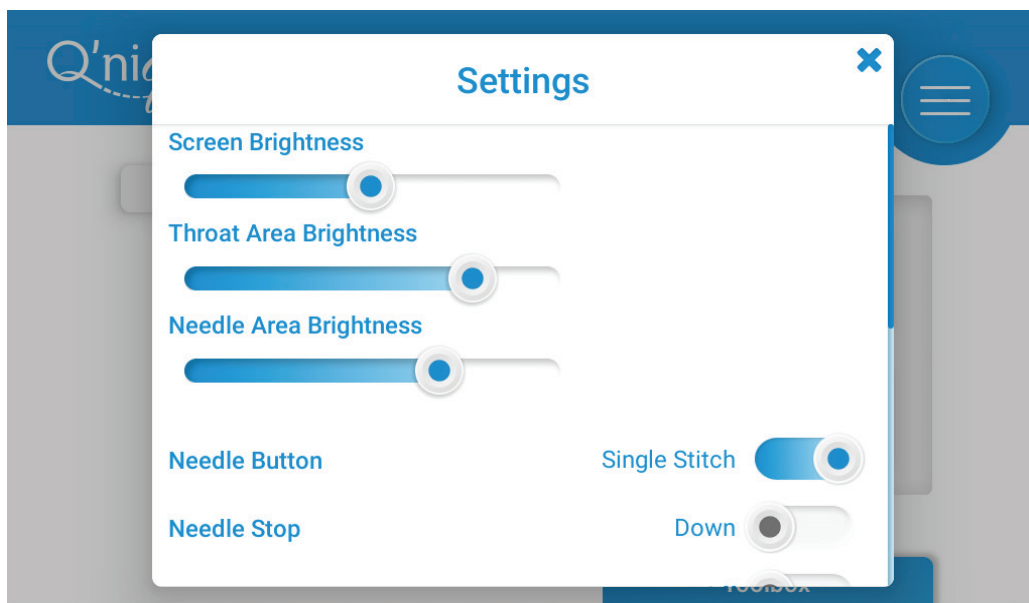 Settings
Screen Brightness
Throat Area Brightness
Needle Area Brightness
Needle Button Single Stitch
Needle Stop Down